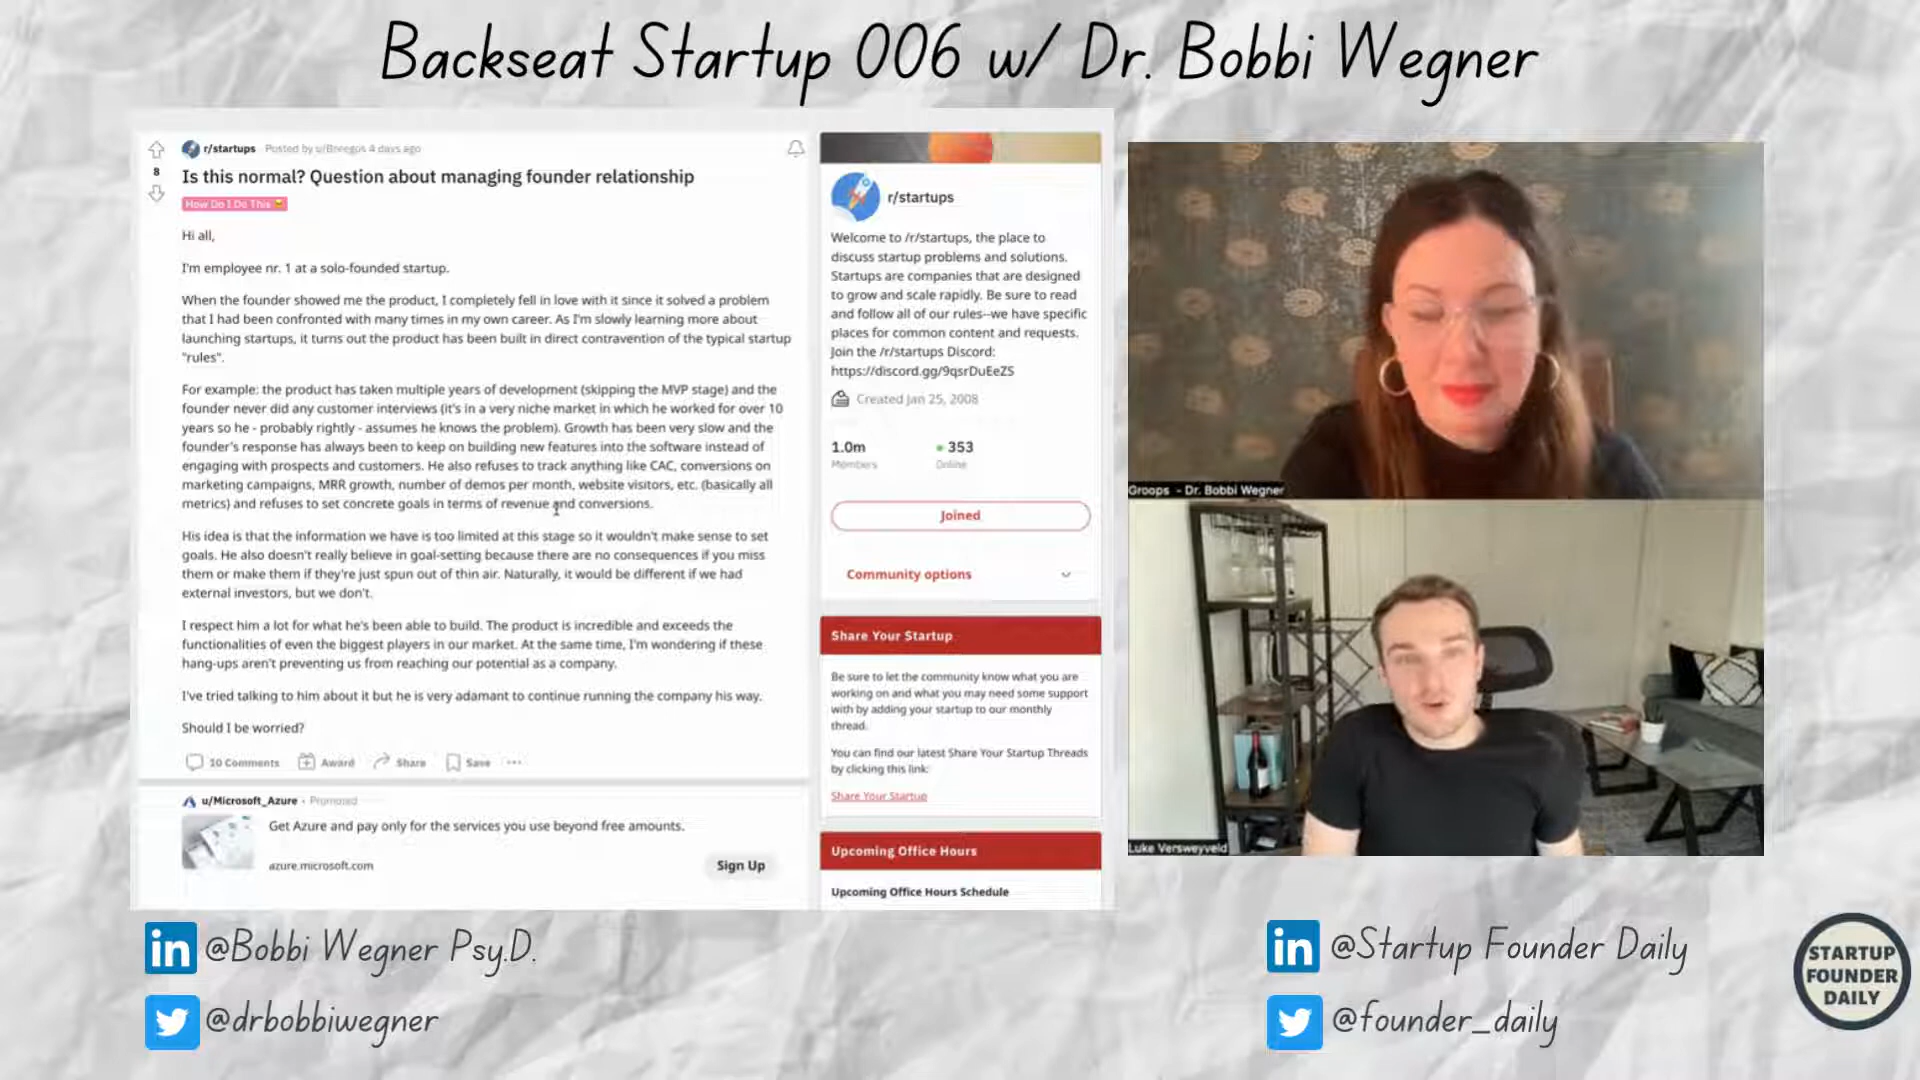 Backseat Startup 006 w/ Dr. Bobbi Wegner
r/startups · Posted by u/Bnregus 4 days ago
8
Is this normal? Question about managing founder relationship
How Do I Do This
Hi all,
I'm employee nr. 1 at a solo-founded startup.
When the founder showed me the product, I completely fell in love with it since it solved a problem
that I had been confronted with many times in my own career. As I'm slowly learning more about
launching startups, it turns out the product has been built in direct contravention of the typical startup
"rules".
For example: the product has taken multiple years of development (skipping the MVP stage) and the
founder never did any customer interviews (it's in a very niche market in which he worked for over 10
years so he - probably rightly - assumes he knows the problem). Growth has been very slow and the
founder's response has always been to keep on building new features into the software instead of
engaging with prospects and customers. He also refuses to track anything like CAC, conversions on
marketing campaigns, MRR growth, number of demos per month, website visitors, etc. (basically all
metrics) and refuses to set concrete goals in terms of revenue and conversions.
His idea is that the information we have is too limited at this stage so it wouldn't make sense to set
goals. He also doesn't really believe in goal-setting because there are no consequences if you miss
them or make them if they're just spun out of thin air. Naturally, it would be different if we had
external investors, but we don't.
I respect him a lot for what he's been able to build. The product is incredible and exceeds the
functionalities of even the biggest players in our market. At the same time, I'm wondering if these
hang-ups aren't preventing us from reaching our potential as a company.
I've tried talking to him about it but he is very adamant to continue running the company his way.
Should I be worried?
10 Comments Award Share Save ...
u/Microsoft_Azure · Promoted
Get Azure and pay only for the services you use beyond free amounts.
azure.microsoft.com
Sign Up
r/startups
Welcome to /r/startups, the place to
discuss startup problems and solutions.
Startups are companies that are designed
to grow and scale rapidly. Be sure to read
and follow all of our rules--we have specific
places for common content and requests.
Join the /r/startups Discord:
https://discord.gg/9qsrDuEeZS
Created Jan 25, 2008
1.0m 353
Members Online
Joined
Community options
Share Your Startup
Be sure to let the community know what you are
working on and what you may need some support
with by adding your startup to our monthly
thread.
You can find our latest Share Your Startup Threads
by clicking this link:
Share Your Startup
Upcoming Office Hours
Upcoming Office Hours Schedule
Groops - Dr. Bobbi Wegner
Luke Versweyveld
in @Bobbi Wegner Psy.D.
@drbobbiwegner
in @Startup Founder Daily
@founder_daily
STARTUP
FOUNDER
DAILY